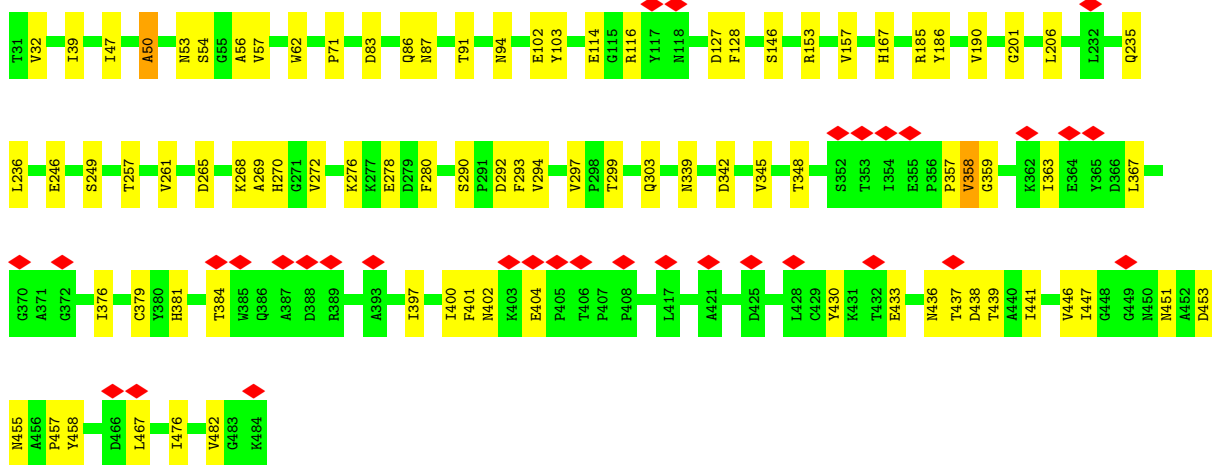 T31 V32 I39 I47 A50 N53 S54 G55 A56 V57 W62 P71 D83 Q86 N87 T91 N94 E102 Y103 E114 G115 R116 Y117 N118 D127 F128 S146 R153 V157 H167 R185 Y186 V190 G201 L206 L232 Q235
L236 E246 S249 T257 V261 D265 K268 A269 H270 G271 V272 K276 K277 E278 D279 F280 S290 P291 D292 F293 V294 V297 P298 T299 Q303 N339 D342 V345 T348 S352 T353 I354 E355 P356 P357 V358 G359 K362 I363 E364 Y365 D366 L367
G370 A371 G372 I376 C379 Y380 H381 T384 W385 Q386 A387 D388 R389 A393 I397 I400 F401 N402 K403 E404 P405 T406 P407 P408 L417 A421 D425 L428 C429 Y430 K431 T432 E433 N436 T437 D438 T439 A440 I441 V446 I447 G448 G449 N450 N451 A452 D453
N455 A456 P457 Y458 D466 L467 I476 V482 G483 K484